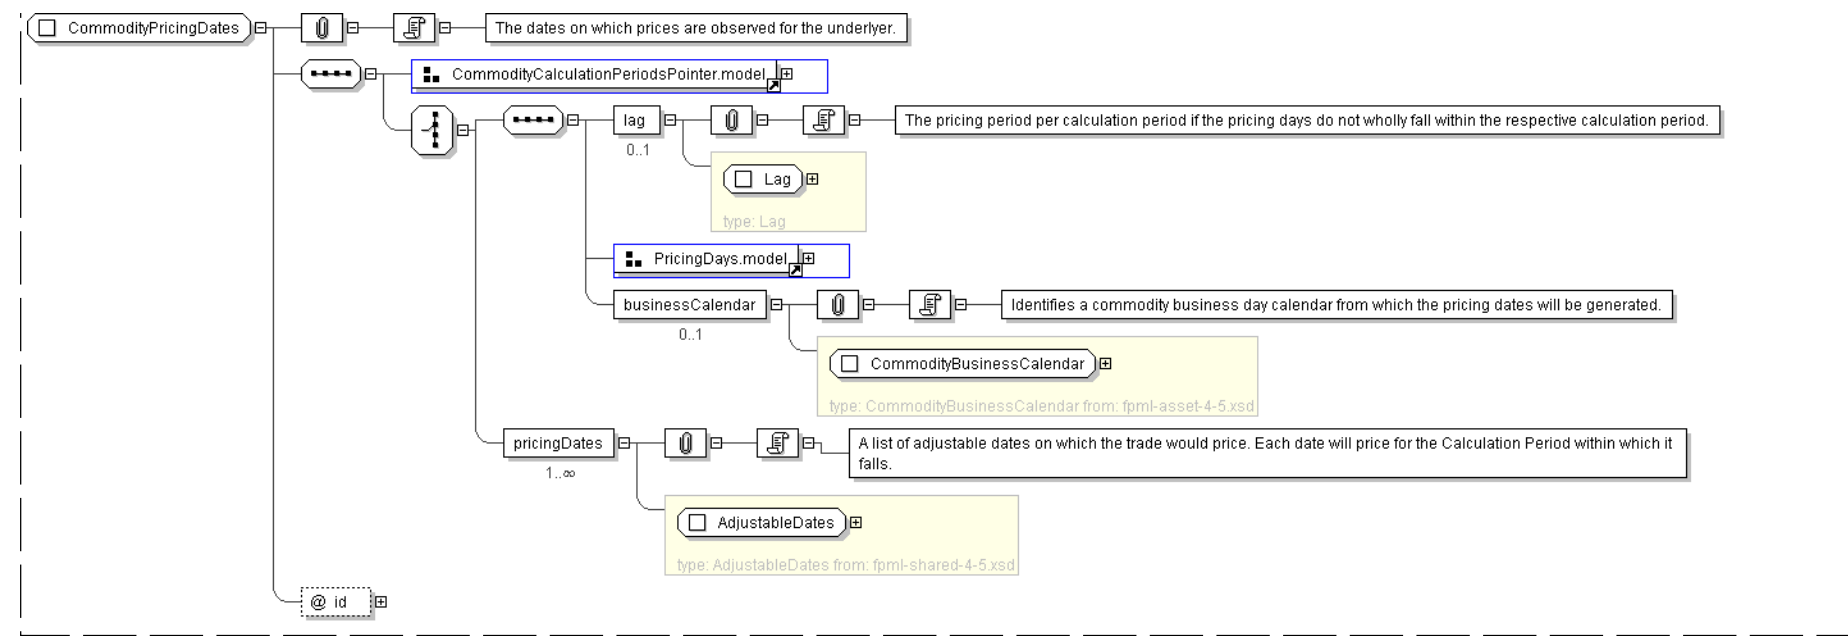 CommodityPricingDates
The dates on which prices are observed for the underlyer.
CommodityCalculationPeriodsPointer.model
lag
The pricing period per calculation period if the pricing days do not wholly fall within the respective calculation period.
0..1
Lag
type: Lag
PricingDays.model
businessCalendar
Identifies a commodity business day calendar from which the pricing dates will be generated.
0..1
CommodityBusinessCalendar
type: CommodityBusinessCalendar from: fpml-asset-4-5.xsd
pricingDates
A list of adjustable dates on which the trade would price. Each date will price for the Calculation Period within which it
falls.
1..∞
AdjustableDates
type: AdjustableDates from: fpml-shared-4-5.xsd
@ id